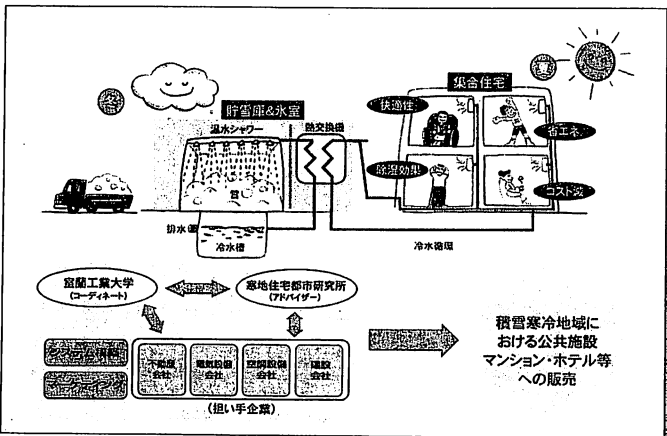 冬
貯雪庫&氷室
温水シャワー
熱交換機
雪
排水
冷水槽
集合住宅
快適性
省エネ
除湿効果
コスト減
夏
冷水循環
室蘭工業大学
(コーディネート)
寒地住宅都市研究所
(アドバイザー)
不動産
会社
電気設備
会社
空調設備
会社
建設
会社
(担い手企業)
積雪寒冷地域に
おける公共施設
マンション・ホテル等
への販売